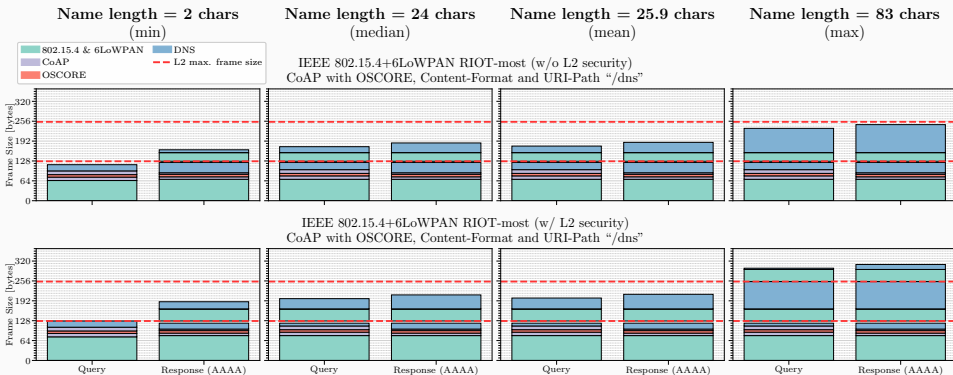 Name length = 2 chars
(min)
Name length = 24 chars
(median)
Name length = 25.9 chars
(mean)
Name length = 83 chars
(max)
802.15.4 & 6LoWPAN
DNS
CoAP
L2 max. frame size
OSCORE
IEEE 802.15.4+6LoWPAN RIOT-most (w/o L2 security)
CoAP with OSCORE, Content-Format and URI-Path “/dns”
Frame Size [bytes]
320
256
192
128
64
0
IEEE 802.15.4+6LoWPAN RIOT-most (w/ L2 security)
CoAP with OSCORE, Content-Format and URI-Path “/dns”
Frame Size [bytes]
320
256
192
128
64
0
Query
Response (AAAA)
Query
Response (AAAA)
Query
Response (AAAA)
Query
Response (AAAA)